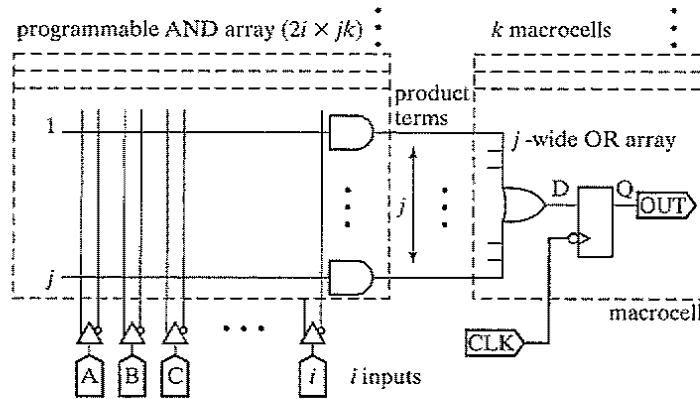 programmable AND array (2i × jk)
k macrocells
product
terms
1
j -wide OR array
j
D
Q
OUT
j
macrocell
CLK
A
B
C
i
i inputs